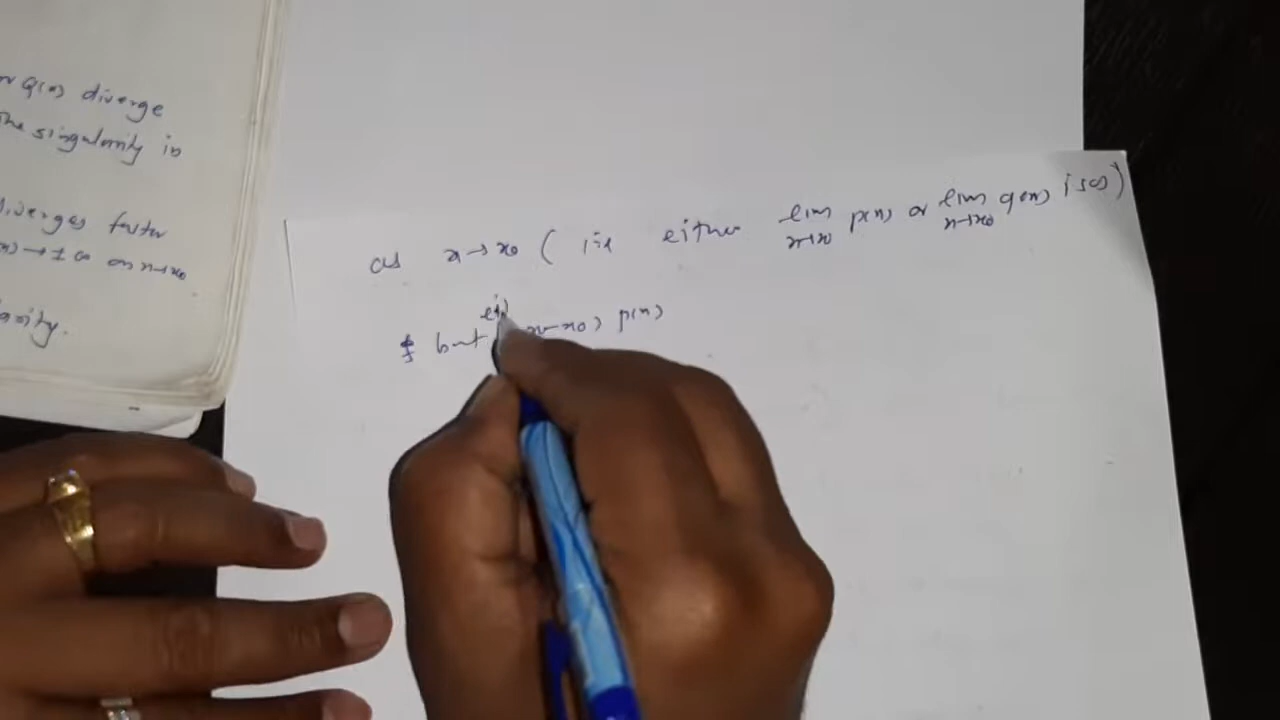 Q(n) diverge
the singularity is
diverges faster
→ ± ∞ as x→x0
larity.
as x→x0 ( i.e either lim x→x0 p(x) or lim x→x0 q(x) is ∞)
but x-x0) p(x)